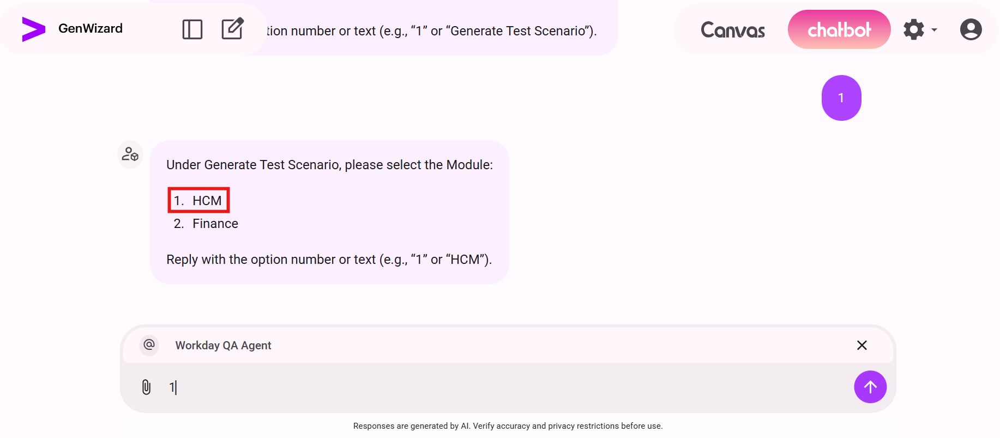 GenWizard
tion number or text (e.g., “1” or “Generate Test Scenario”).
Canvas
chatbot
1
Under Generate Test Scenario, please select the Module:
1. HCM
2. Finance
Reply with the option number or text (e.g., “1” or “HCM”).
@ Workday QA Agent
1
Responses are generated by AI. Verify accuracy and privacy restrictions before use.